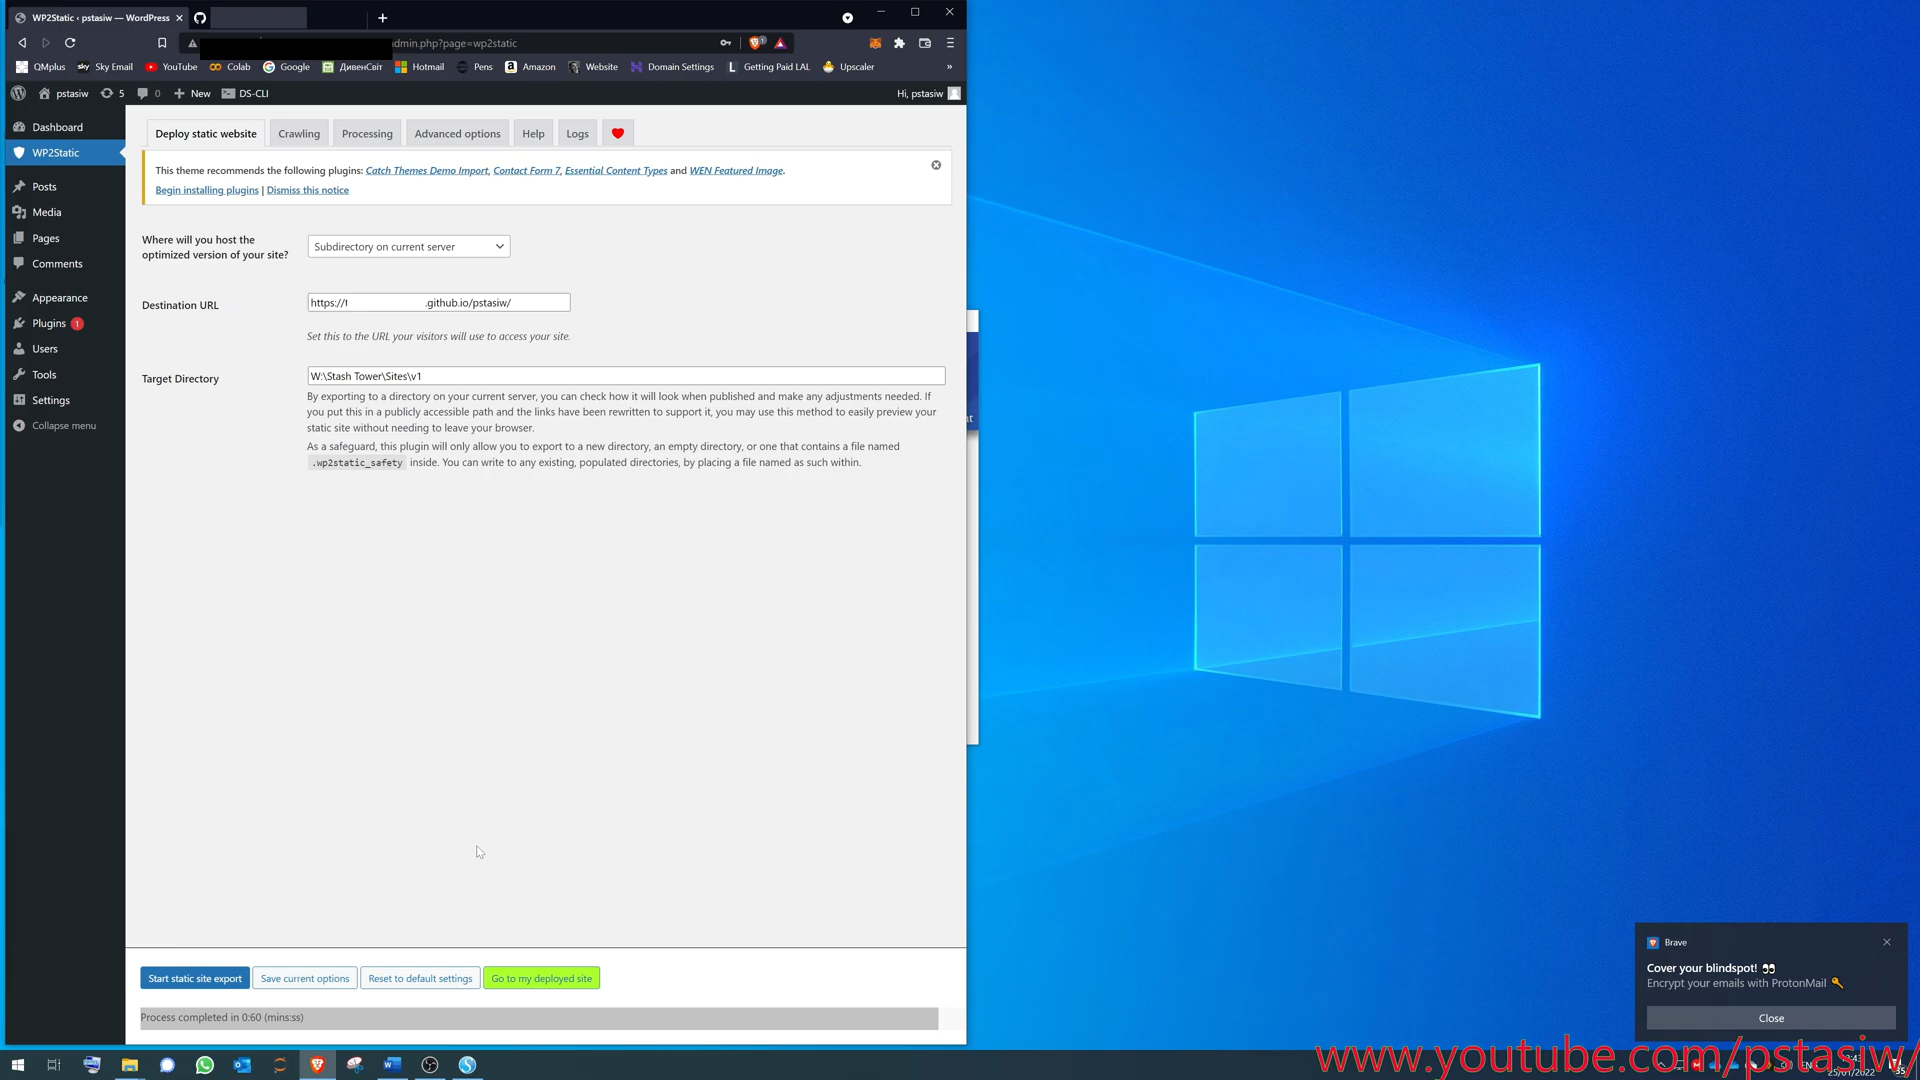 WP2Static ‹ pstasiw — WordPress
admin.php?page=wp2static
QMplus
sky Sky Email
YouTube
Colab
Google
ДивенСвіт
Hotmail
Pens
Amazon
Website
Domain Settings
L Getting Paid LAL
Upscaler
»
pstasiw
5
0
New
DS-CLI
Hi, pstasiw
Dashboard
WP2Static
Posts
Media
Pages
Comments
Appearance
Plugins 1
Users
Tools
Settings
Collapse menu
Deploy static website
Crawling
Processing
Advanced options
Help
Logs
This theme recommends the following plugins: Catch Themes Demo Import, Contact Form 7, Essential Content Types and WEN Featured Image.
Begin installing plugins | Dismiss this notice
Where will you host the
optimized version of your site?
Subdirectory on current server
Destination URL
https://t .github.io/pstasiw/
Set this to the URL your visitors will use to access your site.
Target Directory
W:\Stash Tower\Sites\v1
By exporting to a directory on your current server, you can check how it will look when published and make any adjustments needed. If
you put this in a publicly accessible path and the links have been rewritten to support it, you may use this method to easily preview your
static site without needing to leave your browser.
As a safeguard, this plugin will only allow you to export to a new directory, an empty directory, or one that contains a file named
.wp2static_safety inside. You can write to any existing, populated directories, by placing a file named as such within.
Start static site export
Save current options
Reset to default settings
Go to my deployed site
Process completed in 0:60 (mins:ss)
Brave
Cover your blindspot! 👀
Encrypt your emails with ProtonMail 🔑
Close
www.youtube.com/pstasiw/
25/01/2022